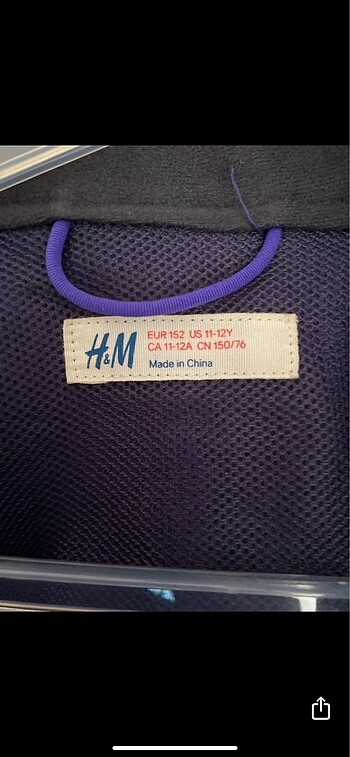 H&M
EUR 152 US 11-12Y
CA 11-12A CN 150/76
Made in China